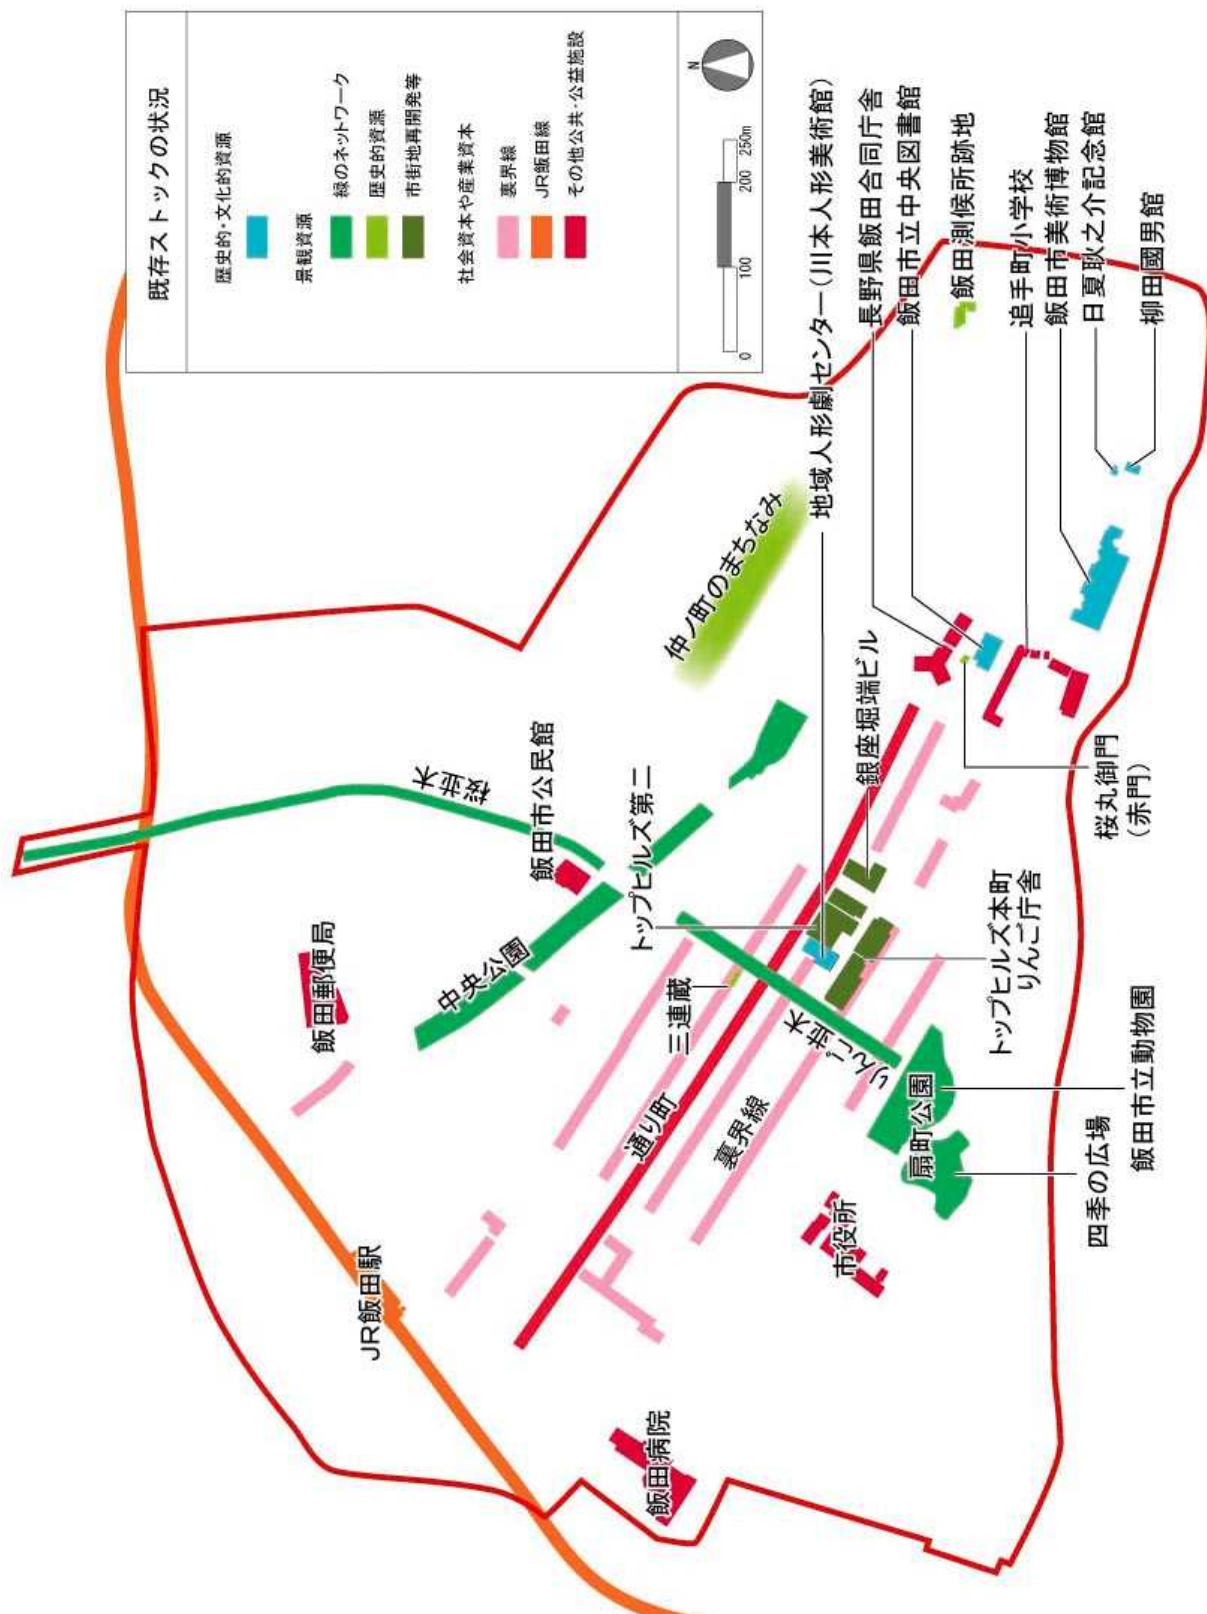 既存ストックの状況
歴史的・文化的資源
景観資源
緑のネットワーク
歴史的資源
市街地再開発等
社会資本や産業資本
裏界線
JR飯田線
その他公共・公益施設
N
0
100
200
250m
桜並木
飯田市公民館
飯田郵便局
中央公園
仲ノ町のまちなみ
トップヒルズ第二
地域人形劇センター(川本人形美術館)
長野県飯田合同庁舎
飯田市立中央図書館
飯田測候所跡地
追手町小学校
飯田市美術博物館
日夏耿之介記念館
柳田國男館
銀座堀端ビル
桜丸御門
(赤門)
三連蔵
りんご並木
通り町
裏界線
トップヒルズ本町
りんご庁舎
扇町公園
飯田市立動物園
四季の広場
市役所
JR飯田駅
飯田病院